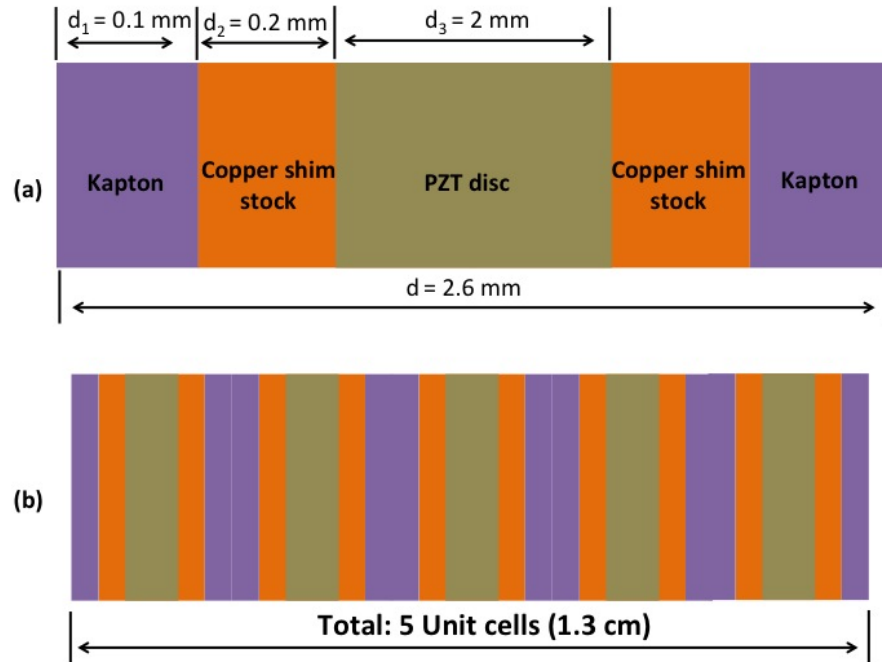 d₁ = 0.1 mm d₂ = 0.2 mm d₃ = 2 mm
(a)
Kapton
Copper shim
stock
PZT disc
Copper shim
stock
Kapton
d = 2.6 mm
(b)
Total: 5 Unit cells (1.3 cm)